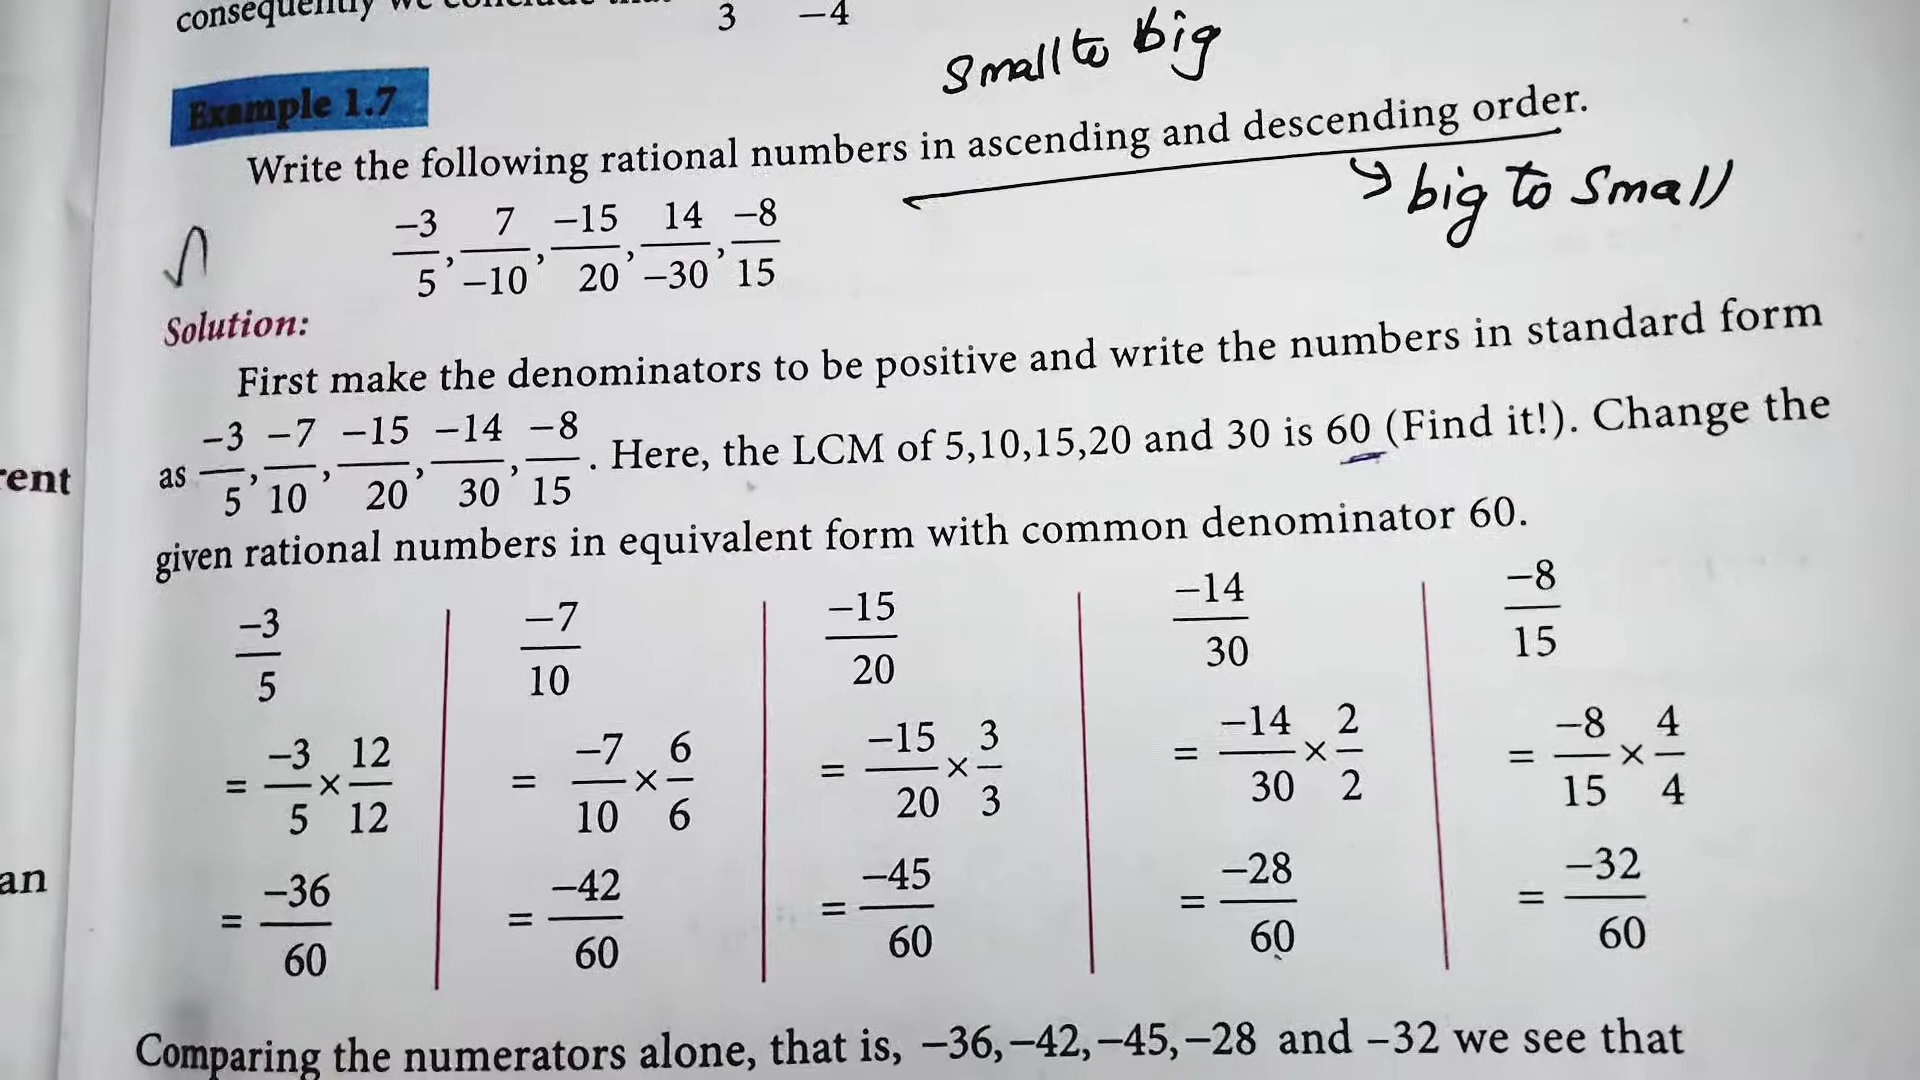 consequently we conclude that
3 −4
Small to big
Example 1.7
Write the following rational numbers in ascending and descending order.
big to Small
−3/5, 7/−10, −15/20, 14/−30, −8/15
Solution:
First make the denominators to be positive and write the numbers in standard form
as −3/5, −7/10, −15/20, −14/30, −8/15. Here, the LCM of 5,10,15,20 and 30 is 60 (Find it!). Change the
rent
given rational numbers in equivalent form with common denominator 60.
−3/5 −7/10 −15/20 −14/30 −8/15
= −3/5 × 12/12 = −7/10 × 6/6 = −15/20 × 3/3 = −14/30 × 2/2 = −8/15 × 4/4
an
= −36/60 = −42/60 = −45/60 = −28/60 = −32/60
Comparing the numerators alone, that is, −36,−42,−45,−28 and −32 we see that